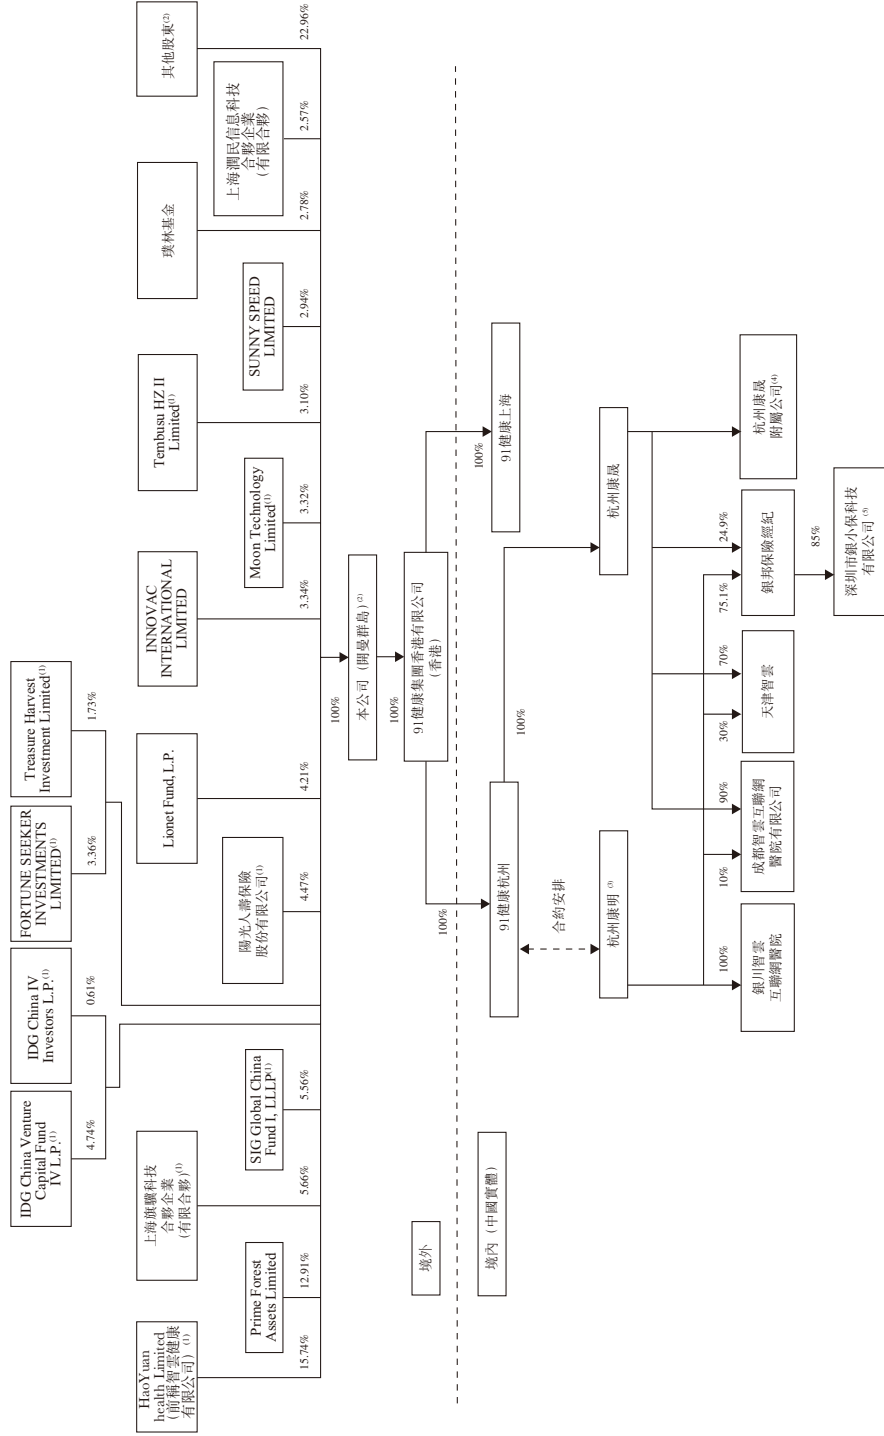 IDG China Venture
Capital Fund
IV L.P.(1)
4.74%
IDG China IV
Investors L.P.(1)
0.61%
FORTUNE SEEKER
INVESTMENTS
LIMITED(1)
3.36%
Treasure Harvest
Investment Limited(1)
1.73%
HaoYuan
health Limited
(前稱智雲健康
有限公司)(1)
15.74%
Prime Forest
Assets Limited
12.91%
上海旗驥科技
合夥企業
(有限合夥)(1)
5.66%
SIG Global China
Fund I, LLLP(1)
5.56%
陽光人壽保險
股份有限公司(1)
4.47%
Lionet Fund, L.P.
4.21%
INNOVAC
INTERNATIONAL
LIMITED
3.34%
Moon Technology
Limited(1)
3.32%
Tembusu HZ II
Limited(1)
3.10%
SUNNY SPEED
LIMITED
2.94%
璞林基金
2.78%
上海潤民信息科技
合夥企業
(有限合夥)
2.57%
其他股東(2)
22.96%
100%
本公司 (開曼群島)(2)
100%
91健康集團香港有限公司
(香港)
境外
境內 (中國實體)
100%
91健康杭州
100%
91健康上海
合約安排
100%
杭州康明 (3)
杭州康晟
100%
銀川智雲
互聯網醫院
10%
90%
成都智雲互聯網
醫院有限公司
30%
70%
天津智雲
75.1%
24.9%
銀邦保險經紀
杭州康晟
附屬公司(4)
85%
深圳市銀小保科技
有限公司 (5)